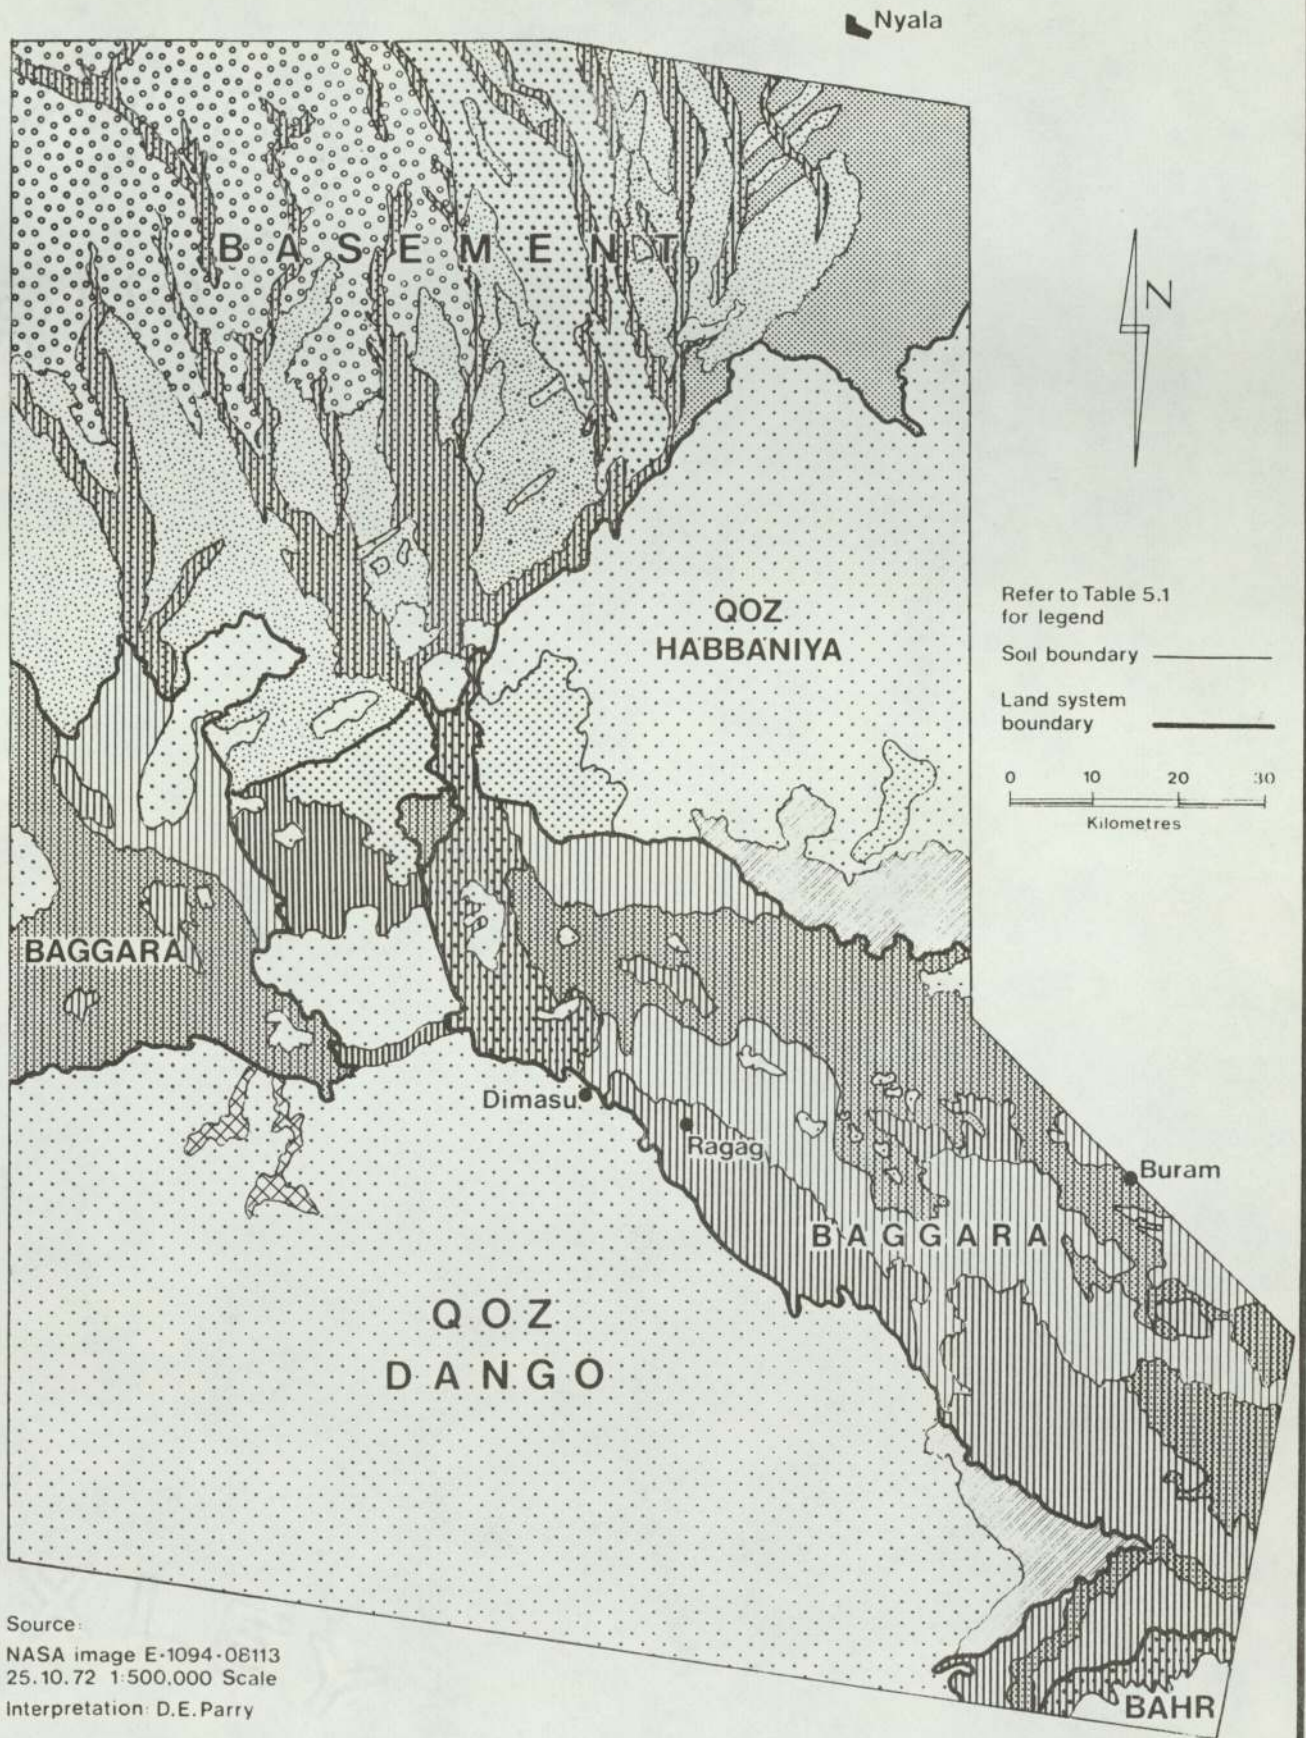 Nyala
BASEMENT
N
QOZ
HABBANIYA
Refer to Table 5.1
for legend
Soil boundary
Land system
boundary
0 10 20 30
Kilometres
BAGGARA
Dimasu
Ragag
Buram
BAGGARA
QOZ
DANGO
Source:
NASA image E-1094-08113
25.10.72 1:500,000 Scale
Interpretation: D.E.Parry
BAHR